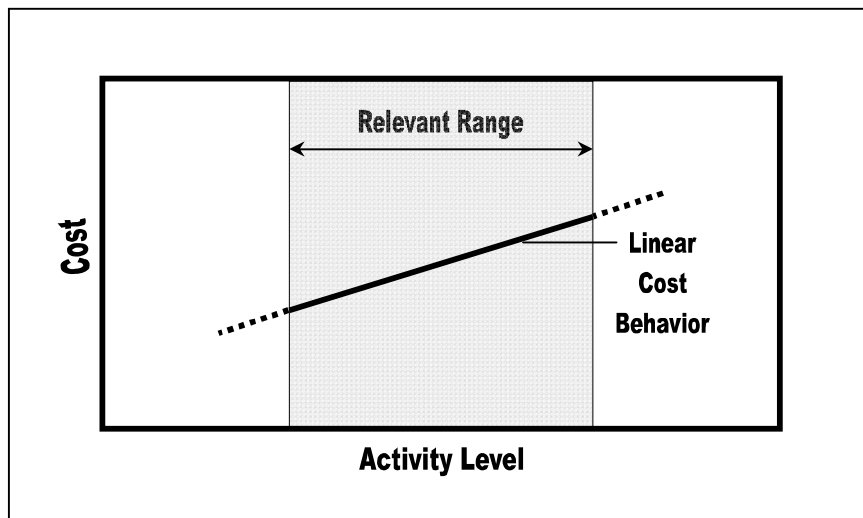 Relevant Range
Cost
Linear
Cost
Behavior
Activity Level